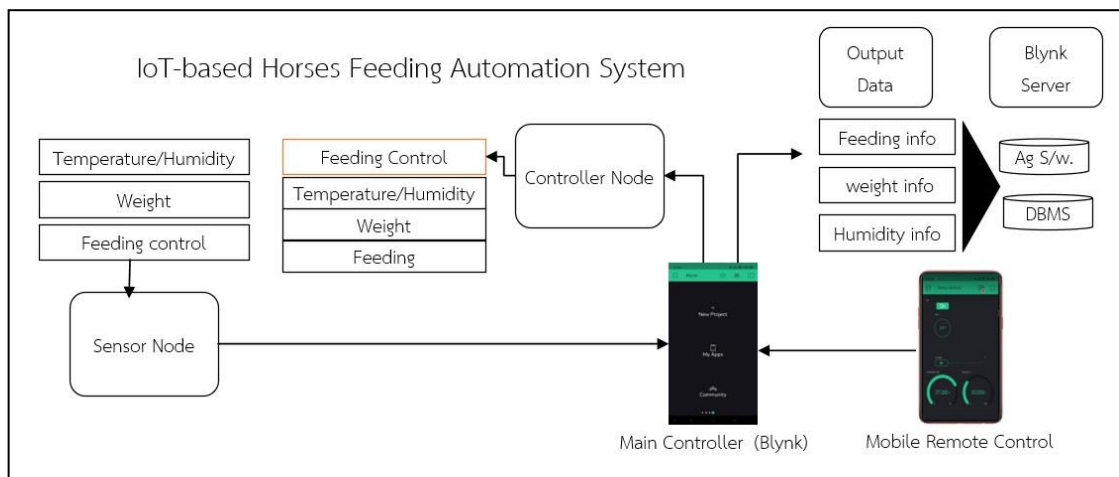 IoT-based Horses Feeding Automation System
Output
Data
Blynk
Server
Temperature/Humidity
Weight
Feeding control
Feeding Control
Temperature/Humidity
Weight
Feeding
Controller Node
Feeding info
weight info
Humidity info
Ag S/w.
DBMS
Sensor Node
New Project
My Apps
Community
Main Controller (Blynk)
Mobile Remote Control